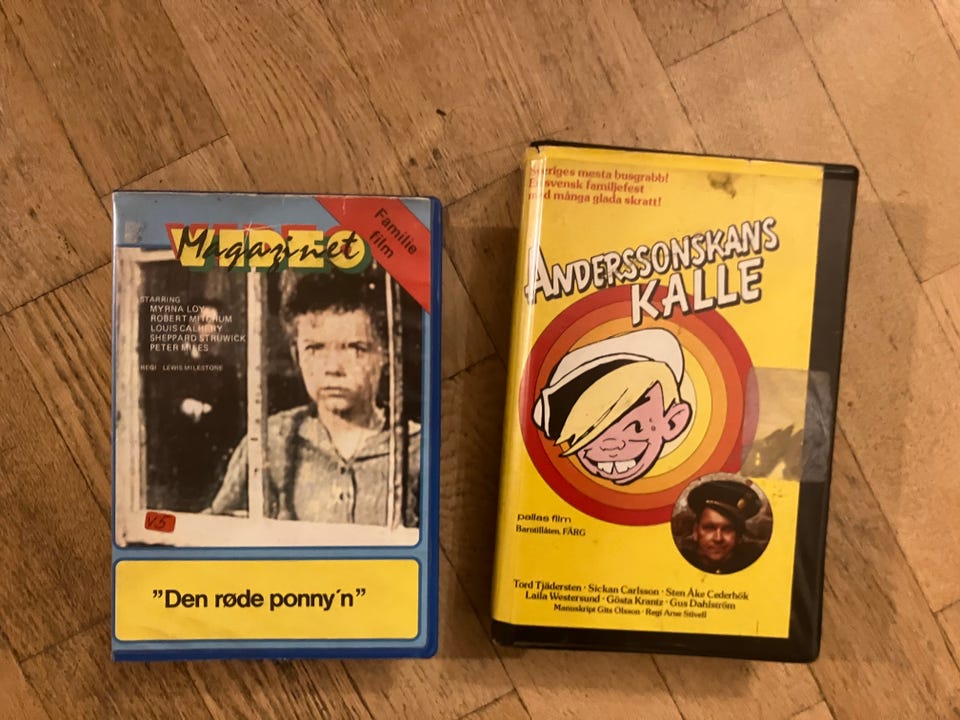 VIDEO
Magazinet
Familie
film
STARRING
MYRNA LOY
ROBERT MITCHUM
LOUIS CALHERY
SHEPPARD STRUWICK
PETER MILES
REGI LEWIS MILESTONE
V5
”Den røde ponny´n”
Sveriges mesta busgrabb!
En svensk familjefest
med många glada skratt!
ANDERSSONSKANS
KALLE
pallas film
Barntillåten, FÄRG
Tord Tjädersten · Sickan Carlsson · Sten Åke Cederhök
Laila Westersund · Gösta Krantz · Gus Dahlström
Manuskript Gits Olsson · Regi Arne Stivell